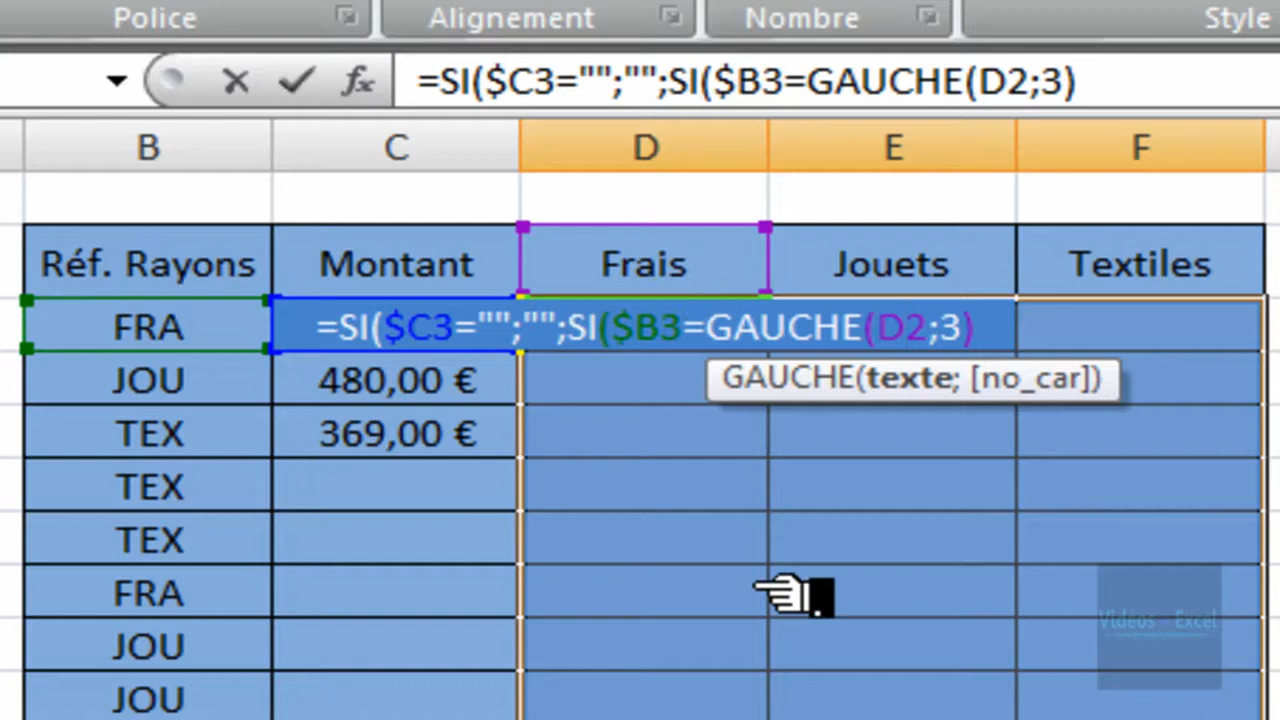 Police Alignement Nombre Style
=SI($C3="";"";SI($B3=GAUCHE(D2;3)
B C D E F
Réf. Rayons Montant Frais Jouets Textiles
FRA =SI($C3="";"";SI($B3=GAUCHE(D2;3)
GAUCHE(texte; [no_car])
JOU 480,00 €
TEX 369,00 €
TEX
TEX
FRA
Vidéos Excel
JOU
JOU